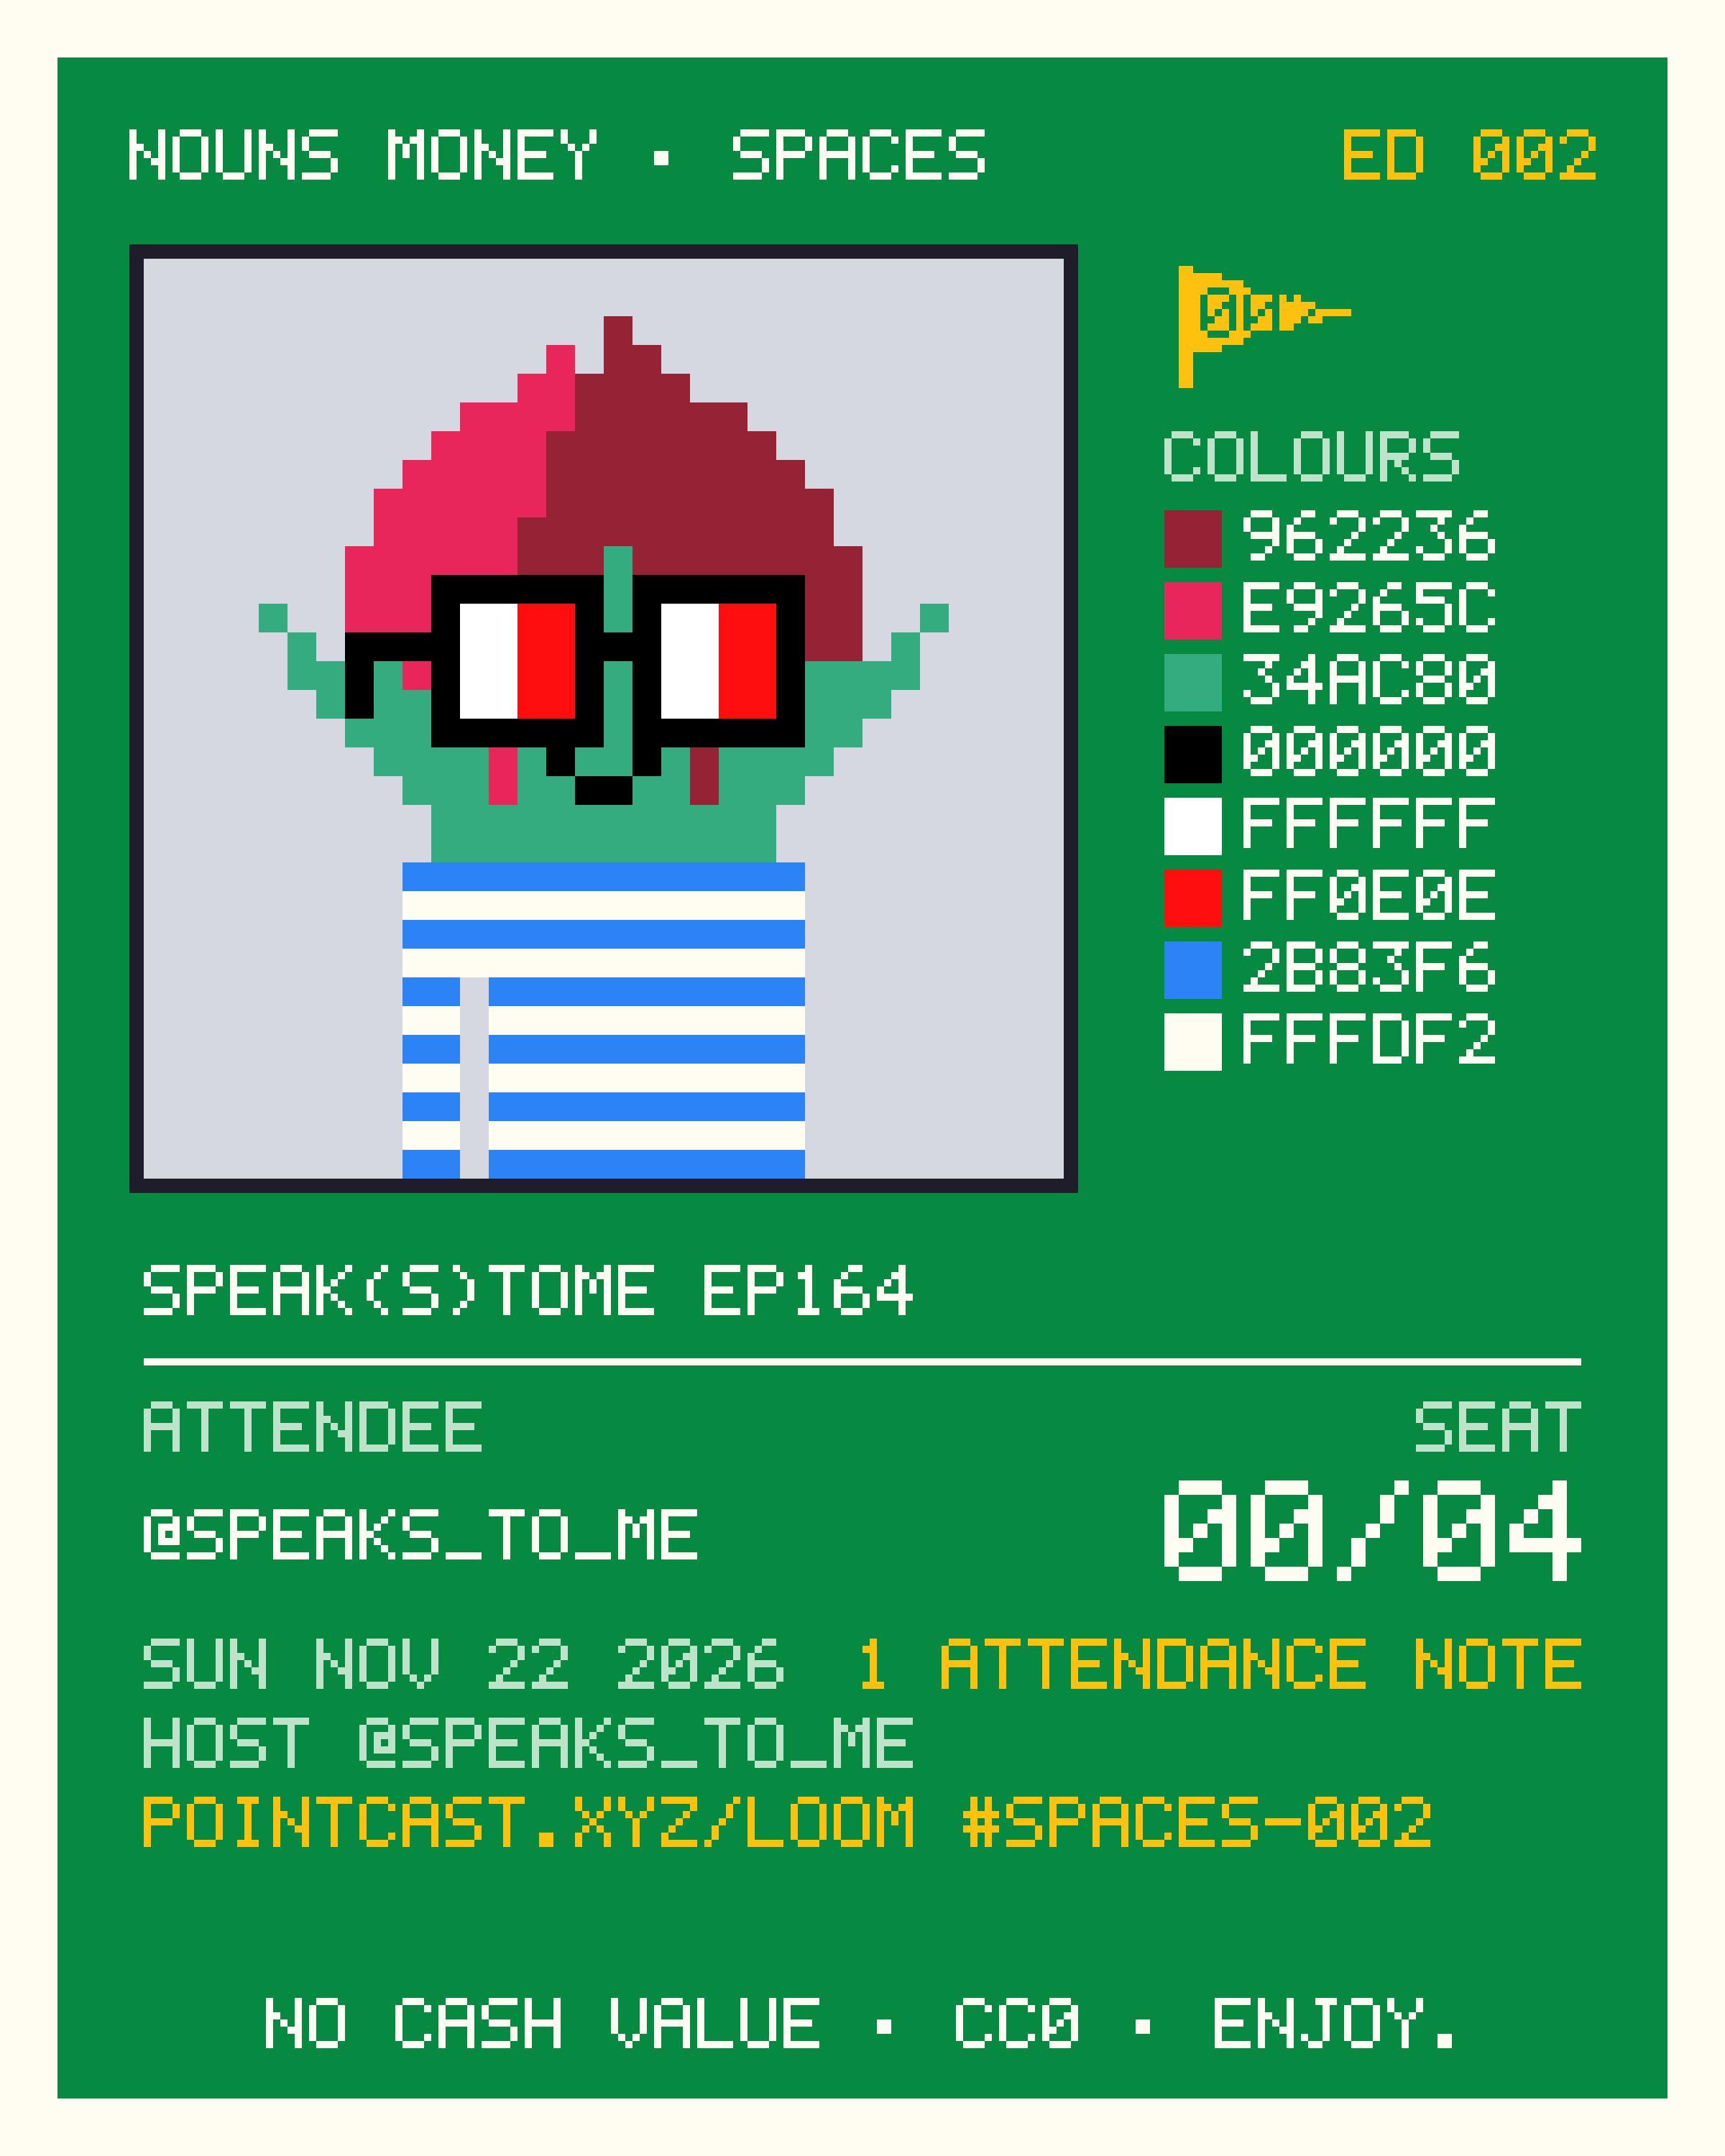 NOUNS MONEY · SPACES
ED 002
00
COLOURS
962236
E9265C
34AC80
000000
FFFFFF
FF0E0E
2B83F6
FFFDF2
SPEAK(S)TOME EP164
ATTENDEE
SEAT
@SPEAKS_TO_ME
00/04
SUN NOV 22 2026
1 ATTENDANCE NOTE
HOST @SPEAKS_TO_ME
POINTCAST.XYZ/LOOM #SPACES-002
NO CASH VALUE · CC0 · ENJOY.